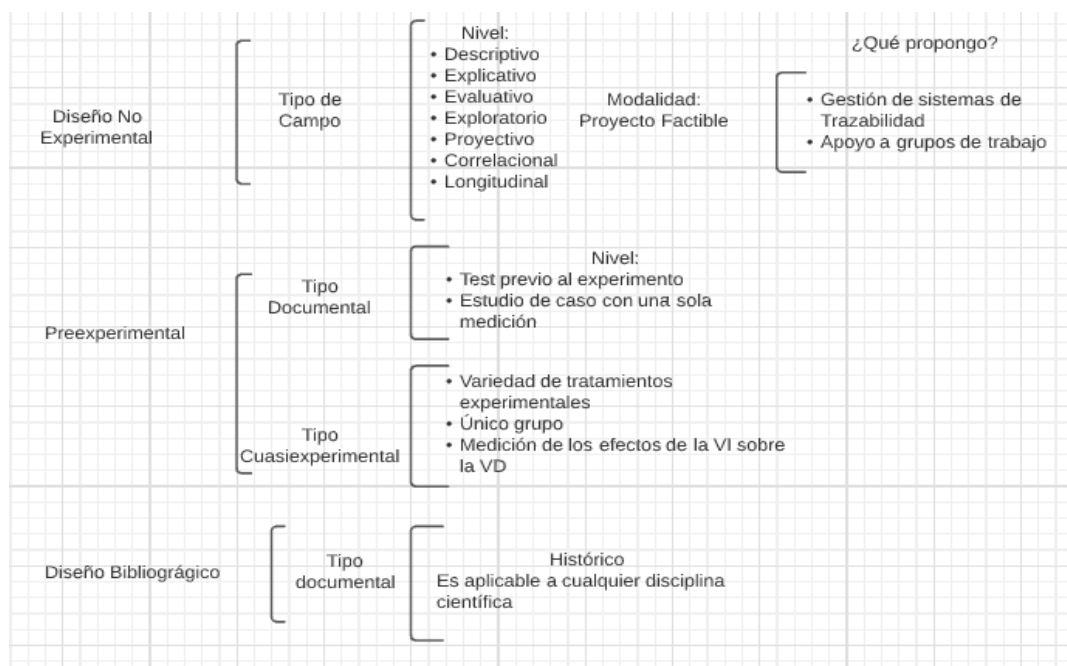 Diseño No
Experimental
Tipo de
Campo
Nivel:
• Descriptivo
• Explicativo
• Evaluativo
• Exploratorio
• Proyectivo
• Correlacional
• Longitudinal
Modalidad:
Proyecto Factible
¿Qué propongo?
• Gestión de sistemas de
Trazabilidad
• Apoyo a grupos de trabajo
Preexperimental
Tipo
Documental
Nivel:
• Test previo al experimento
• Estudio de caso con una sola
medición
Tipo
Cuasiexperimental
• Variedad de tratamientos
experimentales
• Único grupo
• Medición de los efectos de la VI sobre
la VD
Diseño Bibliográgico
Tipo
documental
Histórico
Es aplicable a cualquier disciplina
científica